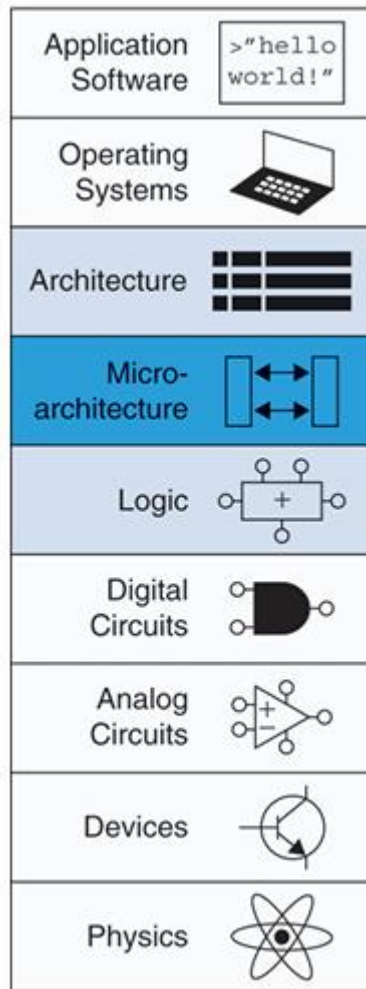 Application
Software
>"hello
world!"
Operating
Systems
Architecture
Micro-
architecture
Logic
+
Digital
Circuits
Analog
Circuits
+
−
Devices
Physics